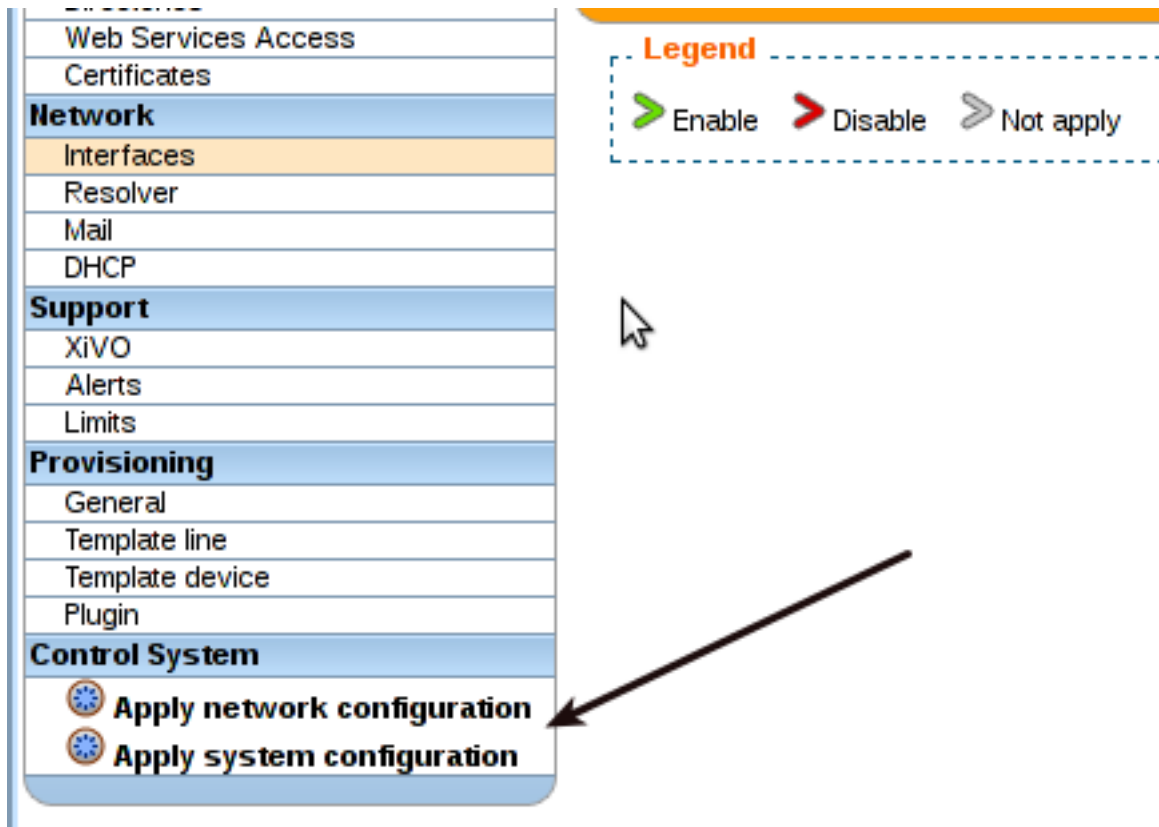 Web Services Access
Certificates
Network
Interfaces
Resolver
Mail
DHCP
Support
XiVO
Alerts
Limits
Provisioning
General
Template line
Template device
Plugin
Control System
Apply network configuration
Apply system configuration
Legend
Enable Disable Not apply